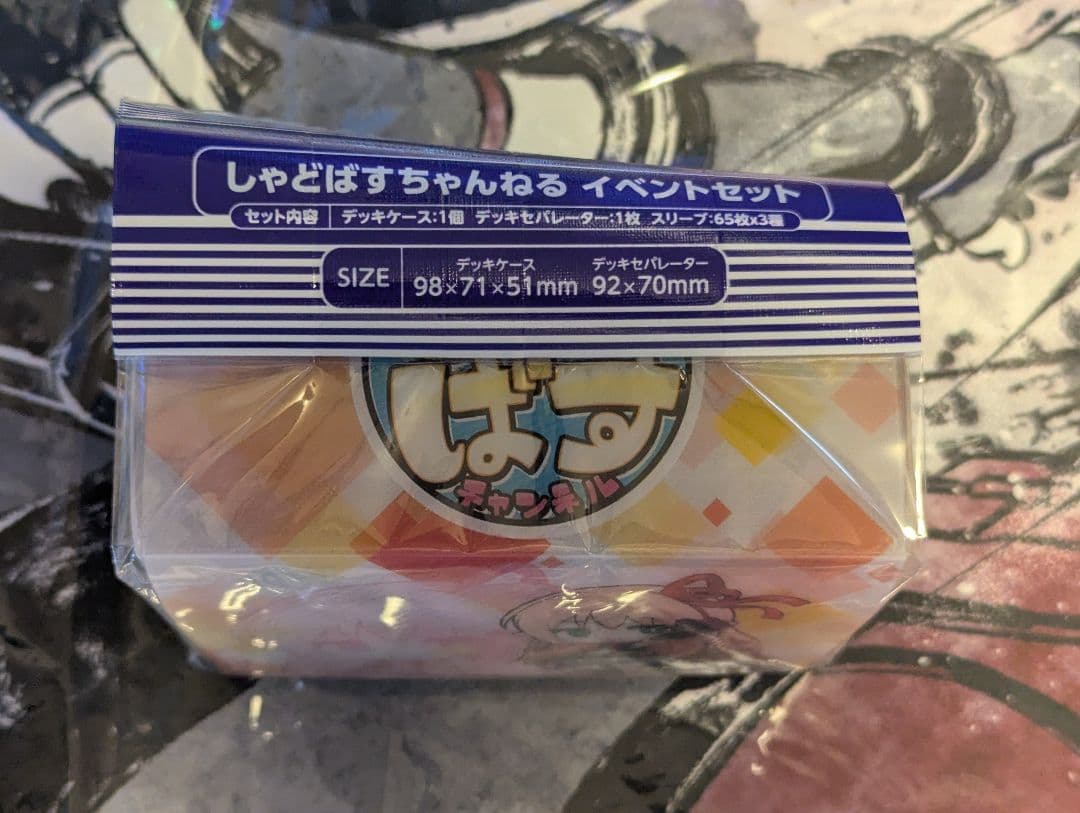 しゃどばすちゃんねる イベントセット
セット内容 デッキケース:1個 デッキセパレーター:1枚 スリーブ:65枚x3種
デッキケース デッキセパレーター
SIZE 98×71×51mm 92×70mm
ばす
チャンネル